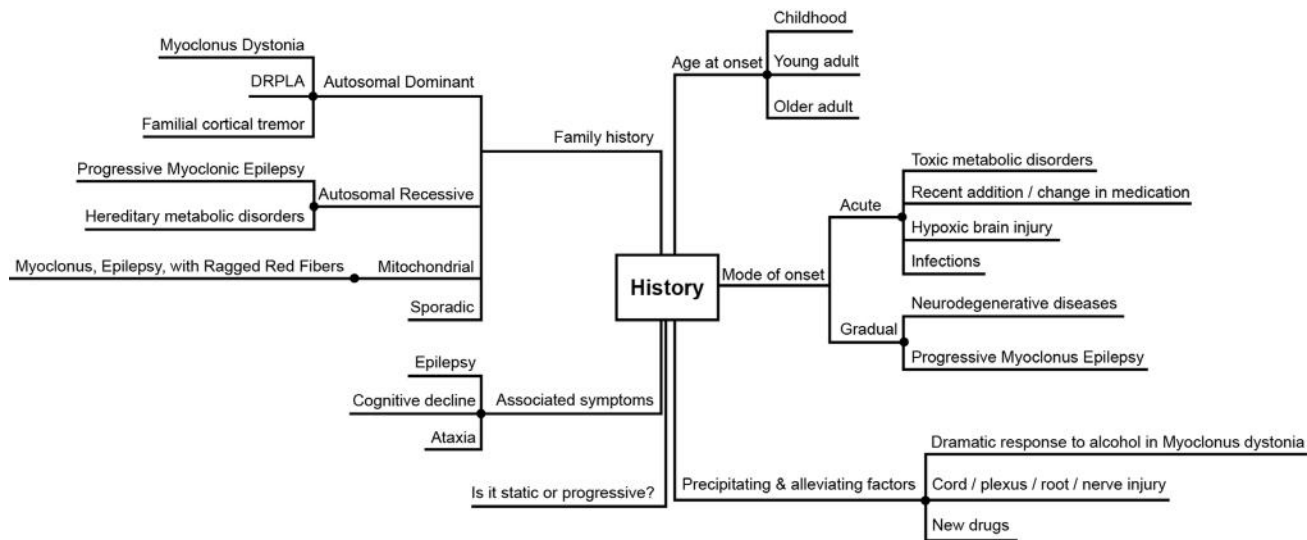 Childhood
Age at onset
Young adult
Older adult
Myoclonus Dystonia
DRPLA
Autosomal Dominant
Familial cortical tremor
Family history
Progressive Myoclonic Epilepsy
Autosomal Recessive
Hereditary metabolic disorders
Myoclonus, Epilepsy, with Ragged Red Fibers
Mitochondrial
Sporadic
History
Mode of onset
Acute
Toxic metabolic disorders
Recent addition / change in medication
Hypoxic brain injury
Infections
Gradual
Neurodegenerative diseases
Progressive Myoclonus Epilepsy
Epilepsy
Cognitive decline
Associated symptoms
Ataxia
Is it static or progressive?
Precipitating & alleviating factors
Dramatic response to alcohol in Myoclonus dystonia
Cord / plexus / root / nerve injury
New drugs